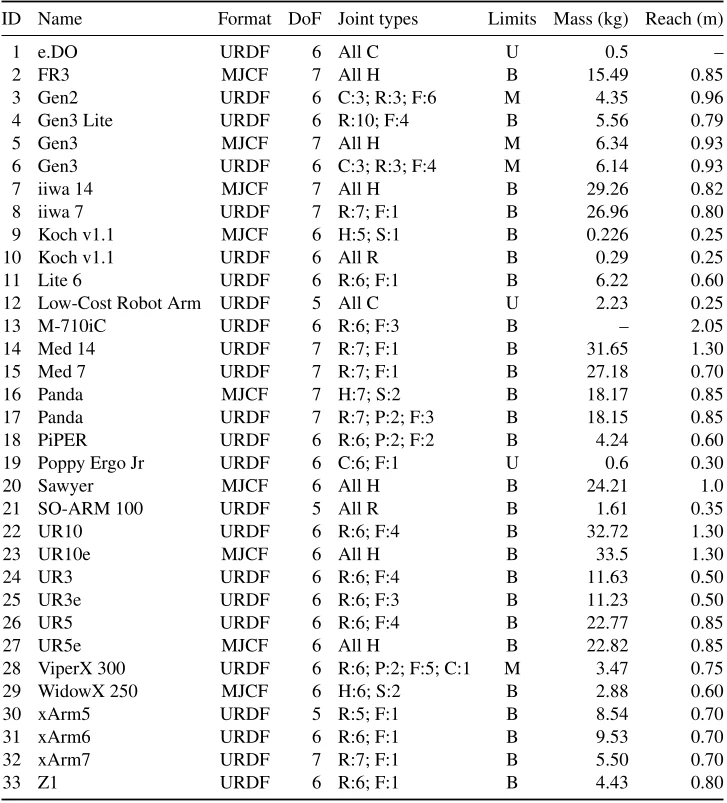 ID Name Format DoF Joint types Limits Mass (kg) Reach (m)
1 e.DO URDF 6 All C U 0.5 –
2 FR3 MJCF 7 All H B 15.49 0.85
3 Gen2 URDF 6 C:3; R:3; F:6 M 4.35 0.96
4 Gen3 Lite URDF 6 R:10; F:4 B 5.56 0.79
5 Gen3 MJCF 7 All H M 6.34 0.93
6 Gen3 URDF 6 C:3; R:3; F:4 M 6.14 0.93
7 iiwa 14 MJCF 7 All H B 29.26 0.82
8 iiwa 7 URDF 7 R:7; F:1 B 26.96 0.80
9 Koch v1.1 MJCF 6 H:5; S:1 B 0.226 0.25
10 Koch v1.1 URDF 6 All R B 0.29 0.25
11 Lite 6 URDF 6 R:6; F:1 B 6.22 0.60
12 Low-Cost Robot Arm URDF 5 All C U 2.23 0.25
13 M-710iC URDF 6 R:6; F:3 B – 2.05
14 Med 14 URDF 7 R:7; F:1 B 31.65 1.30
15 Med 7 URDF 7 R:7; F:1 B 27.18 0.70
16 Panda MJCF 7 H:7; S:2 B 18.17 0.85
17 Panda URDF 7 R:7; P:2; F:3 B 18.15 0.85
18 PiPER URDF 6 R:6; P:2; F:2 B 4.24 0.60
19 Poppy Ergo Jr URDF 6 C:6; F:1 U 0.6 0.30
20 Sawyer MJCF 6 All H B 24.21 1.0
21 SO-ARM 100 URDF 5 All R B 1.61 0.35
22 UR10 URDF 6 R:6; F:4 B 32.72 1.30
23 UR10e MJCF 6 All H B 33.5 1.30
24 UR3 URDF 6 R:6; F:4 B 11.63 0.50
25 UR3e URDF 6 R:6; F:3 B 11.23 0.50
26 UR5 URDF 6 R:6; F:4 B 22.77 0.85
27 UR5e MJCF 6 All H B 22.82 0.85
28 ViperX 300 URDF 6 R:6; P:2; F:5; C:1 M 3.47 0.75
29 WidowX 250 MJCF 6 H:6; S:2 B 2.88 0.60
30 xArm5 URDF 5 R:5; F:1 B 8.54 0.70
31 xArm6 URDF 6 R:6; F:1 B 9.53 0.70
32 xArm7 URDF 7 R:7; F:1 B 5.50 0.70
33 Z1 URDF 6 R:6; F:1 B 4.43 0.80